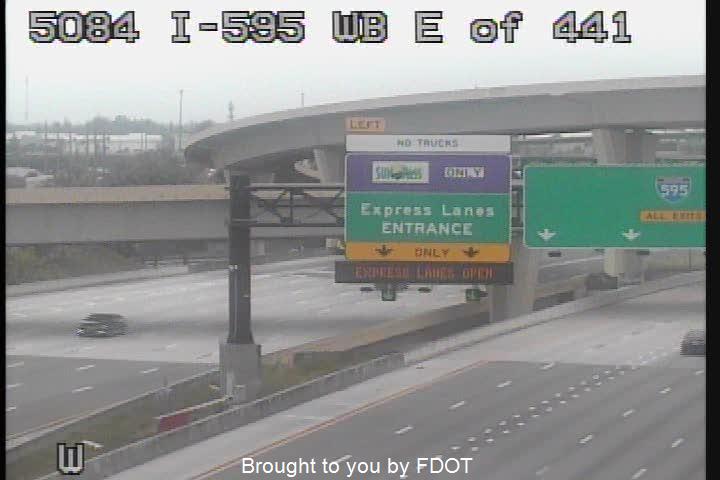 5084 I-595 WB E of 441
LEFT
NO TRUCKS
SUNPASS ONLY
Express Lanes
ENTRANCE
ONLY
EXPRESS LANES OPEN
595
ALL EXITS
W
Brought to you by FDOT